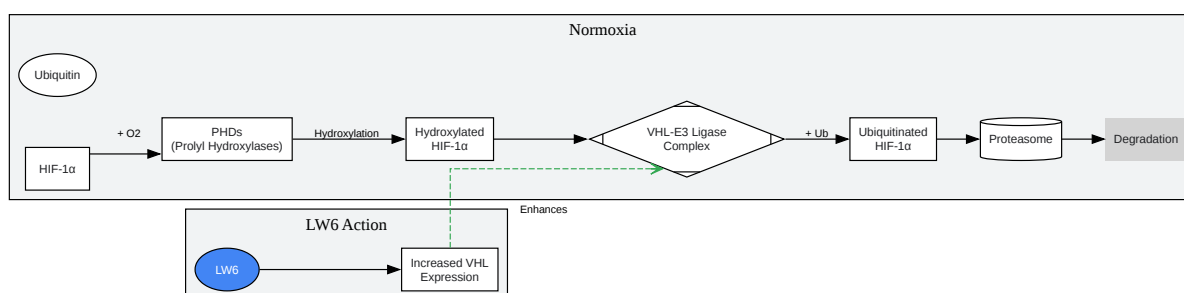 Normoxia
Ubiquitin
HIF-1α
+ O2
PHDs
(Prolyl Hydroxylases)
Hydroxylation
Hydroxylated
HIF-1α
VHL-E3 Ligase
Complex
+ Ub
Ubiquitinated
HIF-1α
Proteasome
Degradation
Enhances
LW6 Action
LW6
Increased VHL
Expression